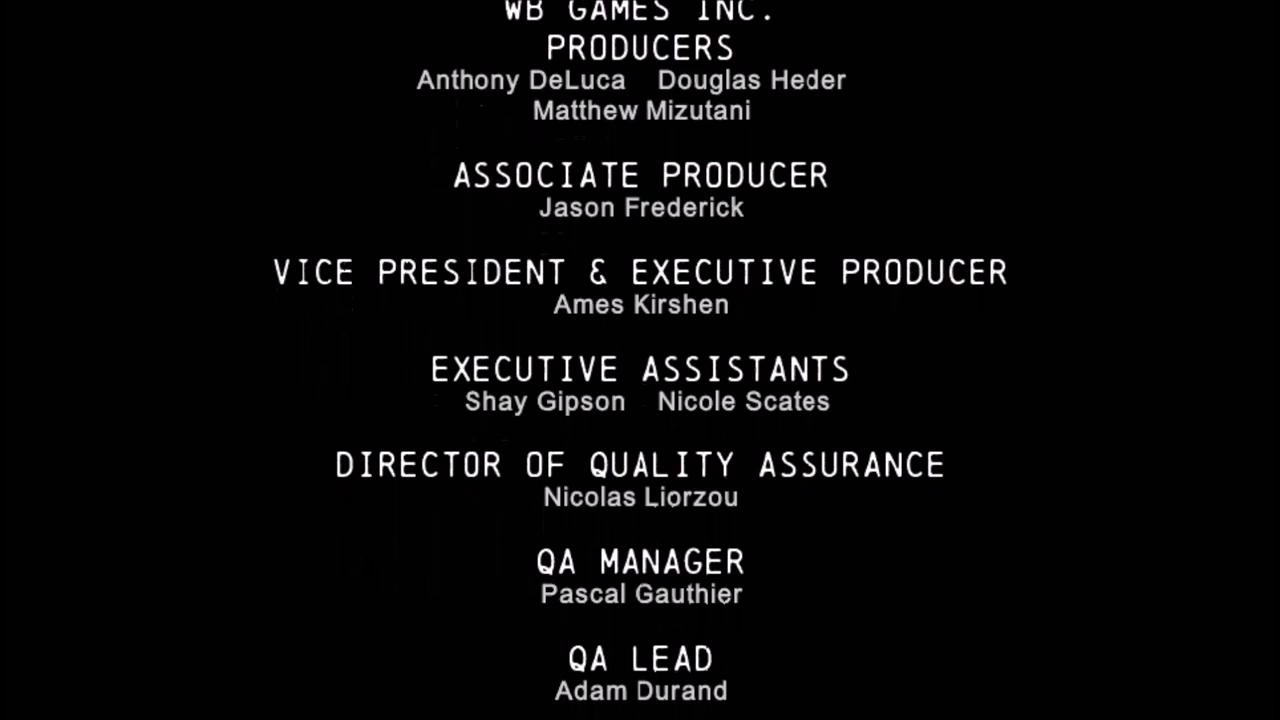 WB GAMES INC.
PRODUCERS
Anthony DeLuca Douglas Heder
Matthew Mizutani
ASSOCIATE PRODUCER
Jason Frederick
VICE PRESIDENT & EXECUTIVE PRODUCER
Ames Kirshen
EXECUTIVE ASSISTANTS
Shay Gipson Nicole Scates
DIRECTOR OF QUALITY ASSURANCE
Nicolas Liorzou
QA MANAGER
Pascal Gauthier
QA LEAD
Adam Durand